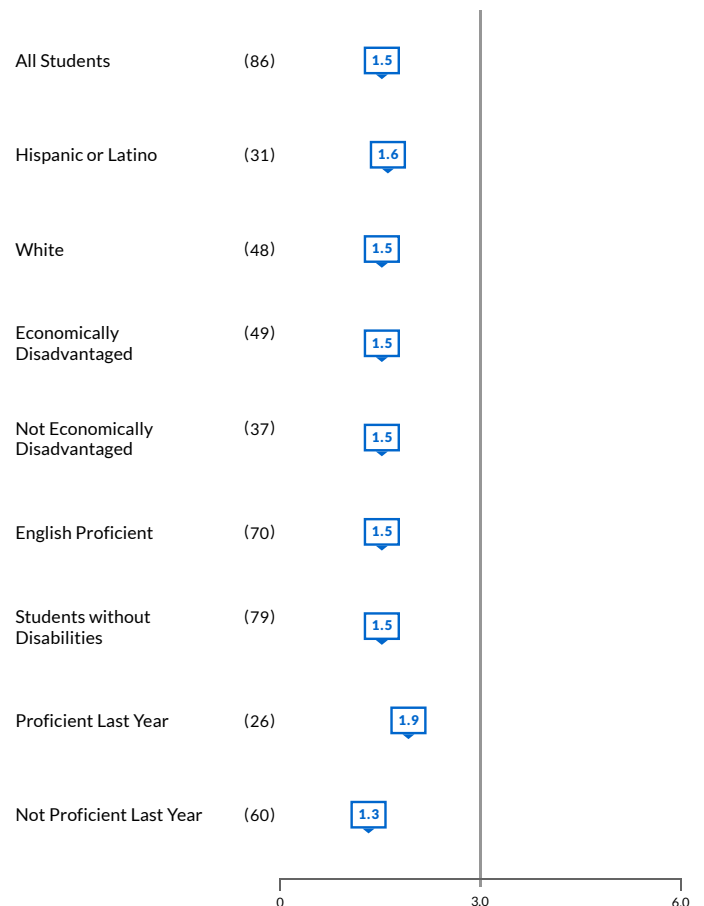 All Students (86) 1.5
Hispanic or Latino (31) 1.6
White (48) 1.5
Economically (49)
Disadvantaged 1.5
Not Economically (37)
Disadvantaged 1.5
English Proficient (70) 1.5
Students without (79)
Disabilities 1.5
Proficient Last Year (26) 1.9
Not Proficient Last Year (60) 1.3
0 3.0 6.0